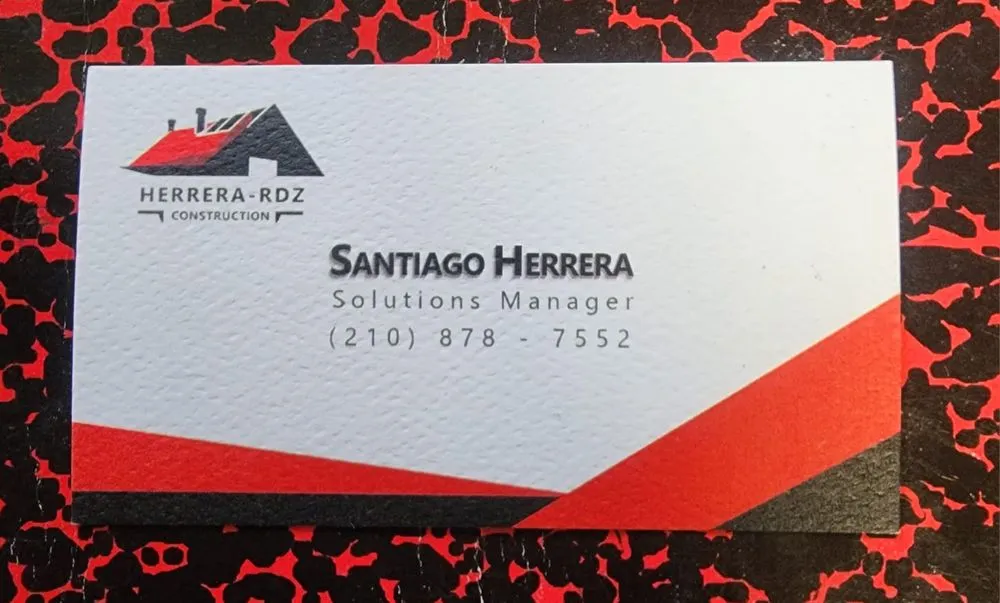 HERRERA-RDZ
CONSTRUCTION
SANTIAGO HERRERA
Solutions Manager
(210) 878 - 7552